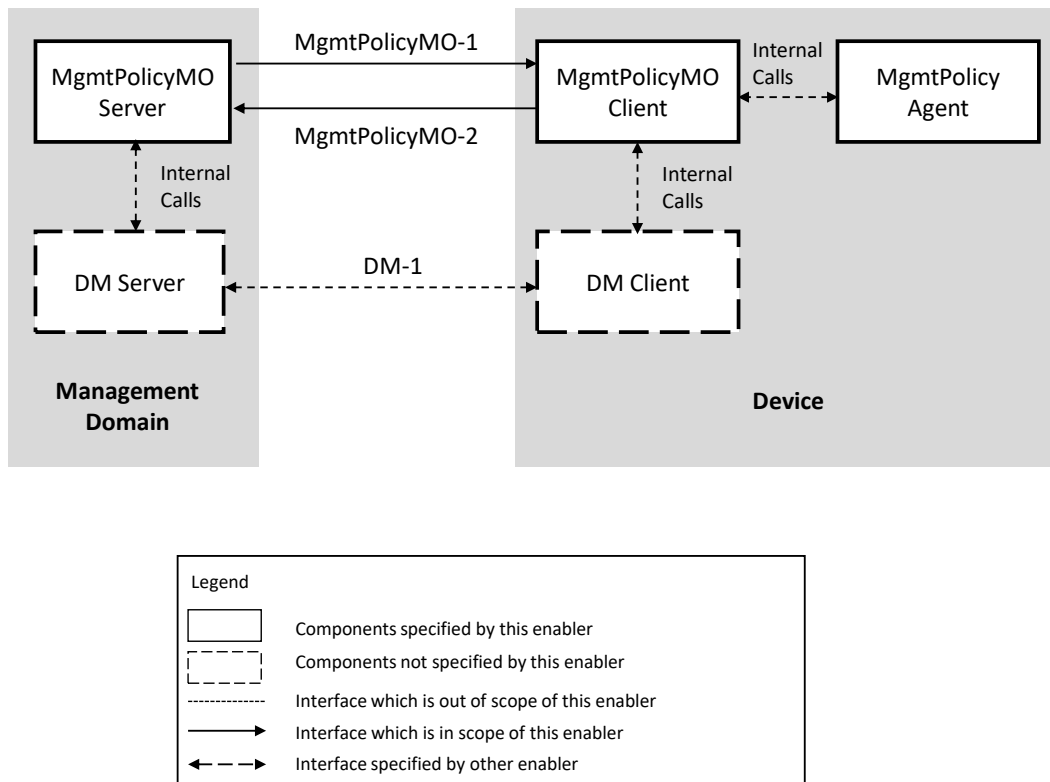 MgmtPolicyMO-1
MgmtPolicyMO
Server
MgmtPolicyMO
Client
Internal
Calls
MgmtPolicy
Agent
MgmtPolicyMO-2
Internal
Calls
Internal
Calls
DM Server
DM-1
DM Client
Management
Domain
Device
Legend
Components specified by this enabler
Components not specified by this enabler
Interface which is out of scope of this enabler
Interface which is in scope of this enabler
Interface specified by other enabler